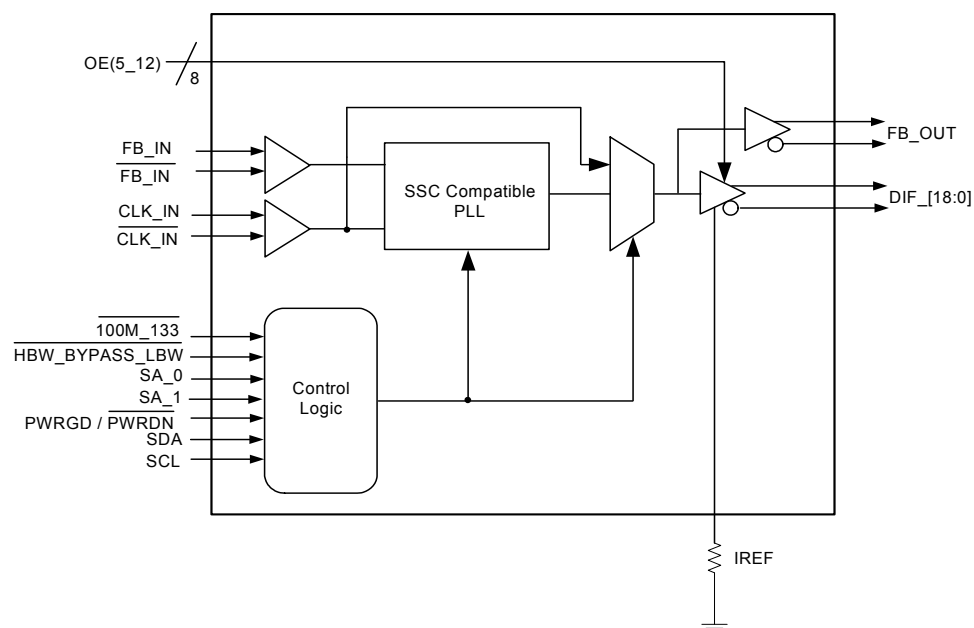 OE(5_12)
8
FB_IN
FB_IN
CLK_IN
CLK_IN
SSC Compatible
PLL
FB_OUT
DIF_[18:0]
100M_133
HBW_BYPASS_LBW
SA_0
SA_1
PWRGD / PWRDN
SDA
SCL
Control
Logic
IREF